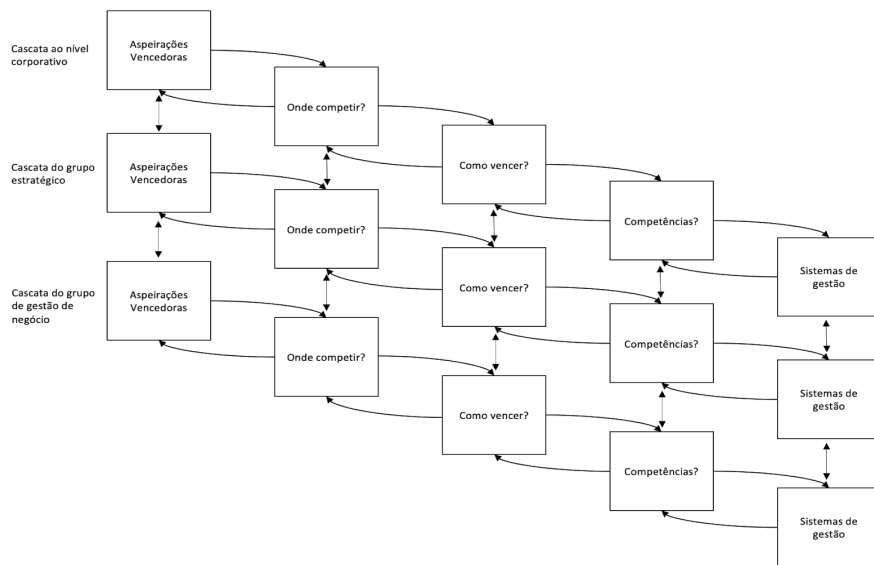 Cascata ao nível
corporativo
Aspeirações
Vencedoras
Onde competir?
Como vencer?
Competências?
Sistemas de
gestão
Cascata do grupo
estratégico
Aspeirações
Vencedoras
Onde competir?
Como vencer?
Competências?
Sistemas de
gestão
Cascata do grupo
de gestão de
negócio
Aspeirações
Vencedoras
Onde competir?
Como vencer?
Competências?
Sistemas de
gestão